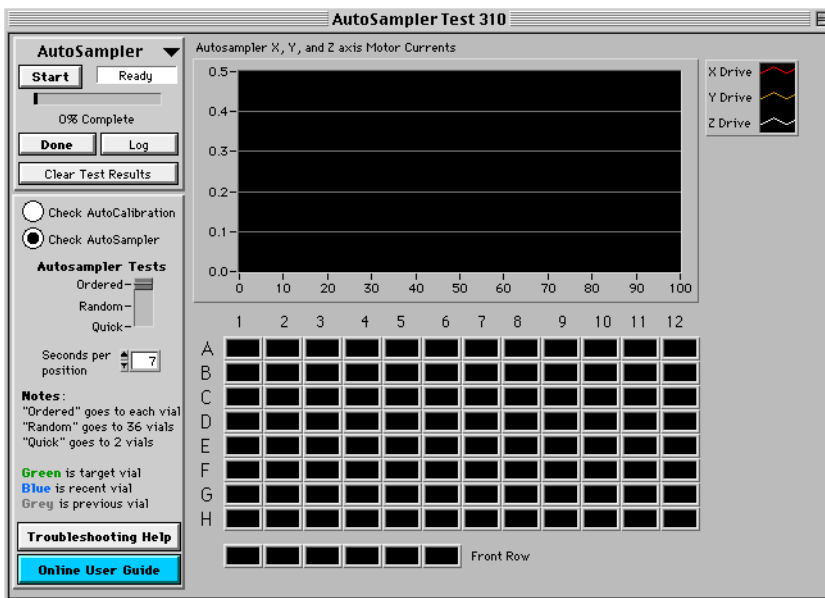 AutoSampler Test 310
AutoSampler
Start
Ready
0% Complete
Done
Log
Clear Test Results
Check AutoCalibration
Check AutoSampler
Autosampler Tests
Ordered
Random
Quick
Seconds per
position
7
Notes:
"Ordered" goes to each vial
"Random" goes to 36 vials
"Quick" goes to 2 vials
Green is target vial
Blue is recent vial
Grey is previous vial
Troubleshooting Help
Online User Guide
Autosampler X, Y, and Z axis Motor Currents
0.5
0.4
0.3
0.2
0.1
0.0
0 10 20 30 40 50 60 70 80 90 100
X Drive
Y Drive
Z Drive
1 2 3 4 5 6 7 8 9 10 11 12
A
B
C
D
E
F
G
H
Front Row